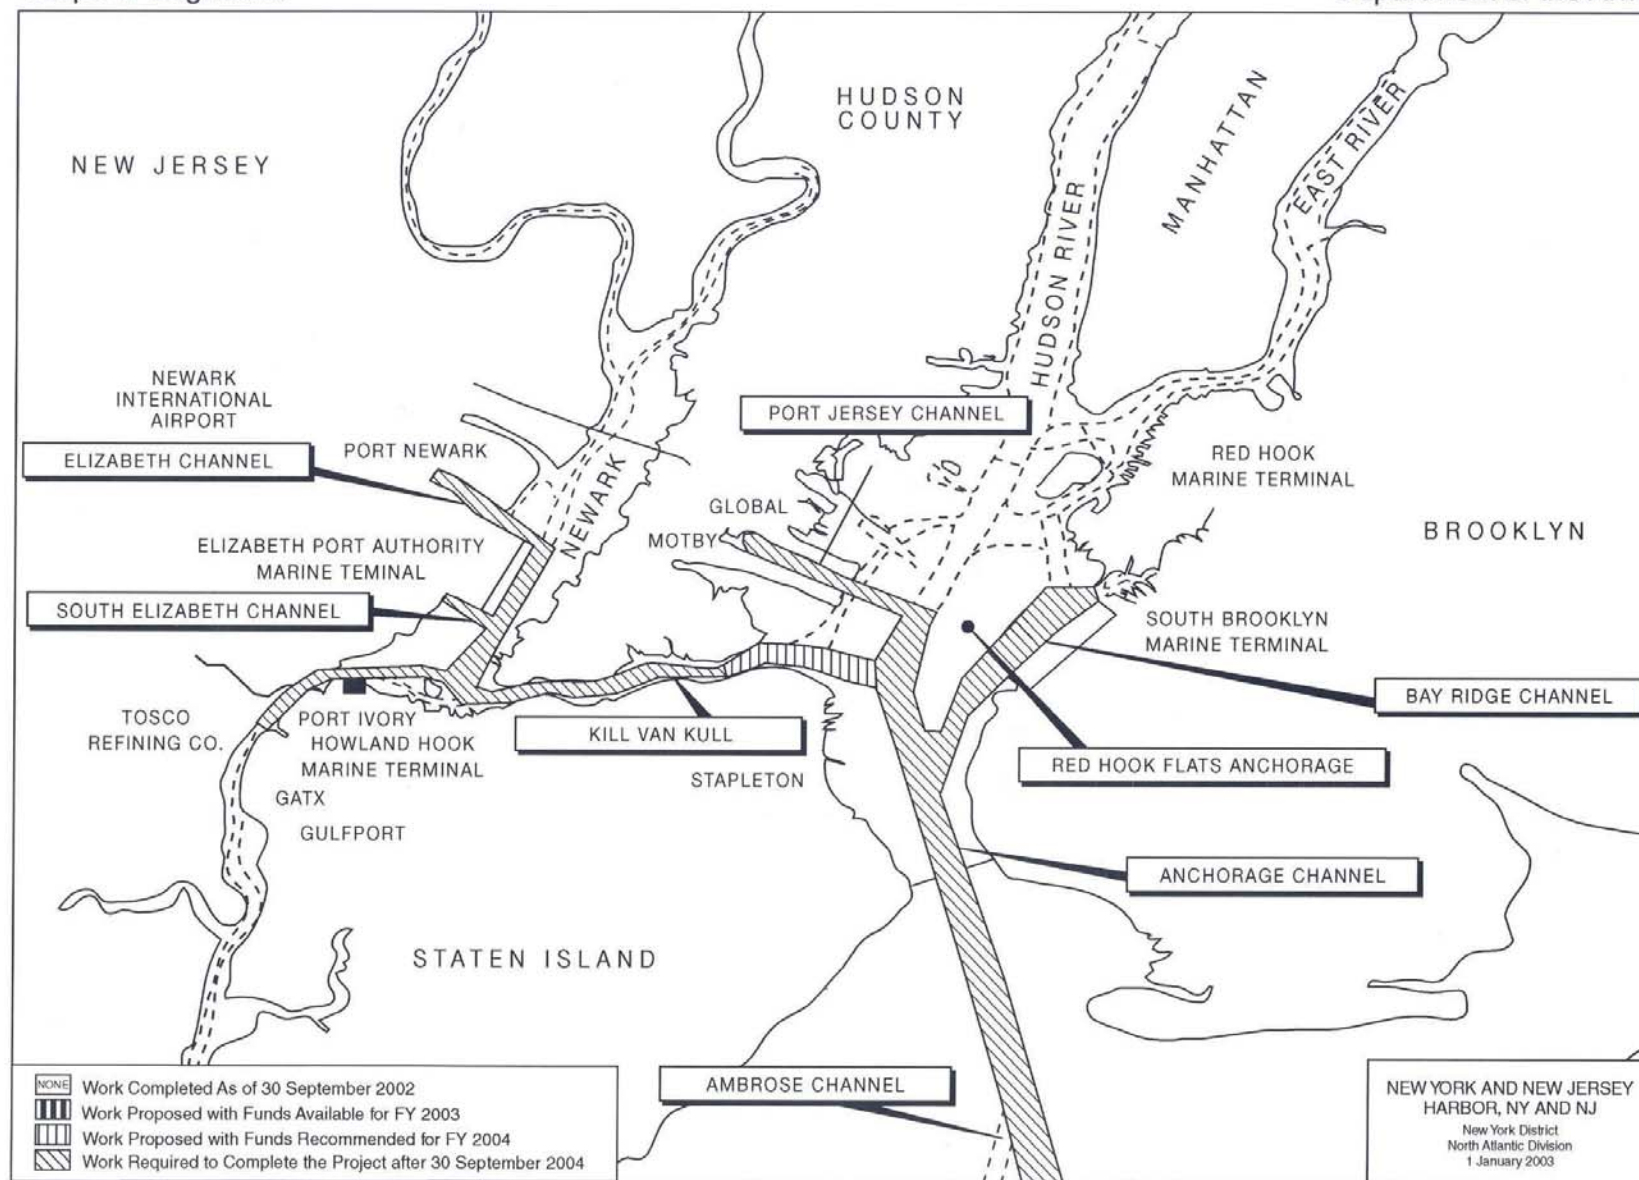 HUDSON
COUNTY
NEW JERSEY
MANHATTAN
EAST RIVER
HUDSON RIVER
NEWARK
INTERNATIONAL
AIRPORT
PORT JERSEY CHANNEL
PORT NEWARK
ELIZABETH CHANNEL
RED HOOK
MARINE TERMINAL
NEWARK
GLOBAL
MOTBY
BROOKLYN
ELIZABETH PORT AUTHORITY
MARINE TEMINAL
SOUTH ELIZABETH CHANNEL
SOUTH BROOKLYN
MARINE TERMINAL
BAY RIDGE CHANNEL
TOSCO
REFINING CO.
PORT IVORY
HOWLAND HOOK
MARINE TERMINAL
KILL VAN KULL
RED HOOK FLATS ANCHORAGE
STAPLETON
GATX
GULFPORT
ANCHORAGE CHANNEL
STATEN ISLAND
AMBROSE CHANNEL
NONE Work Completed As of 30 September 2002
Work Proposed with Funds Available for FY 2003
Work Proposed with Funds Recommended for FY 2004
Work Required to Complete the Project after 30 September 2004
NEW YORK AND NEW JERSEY
HARBOR, NY AND NJ
New York District
North Atlantic Division
1 January 2003